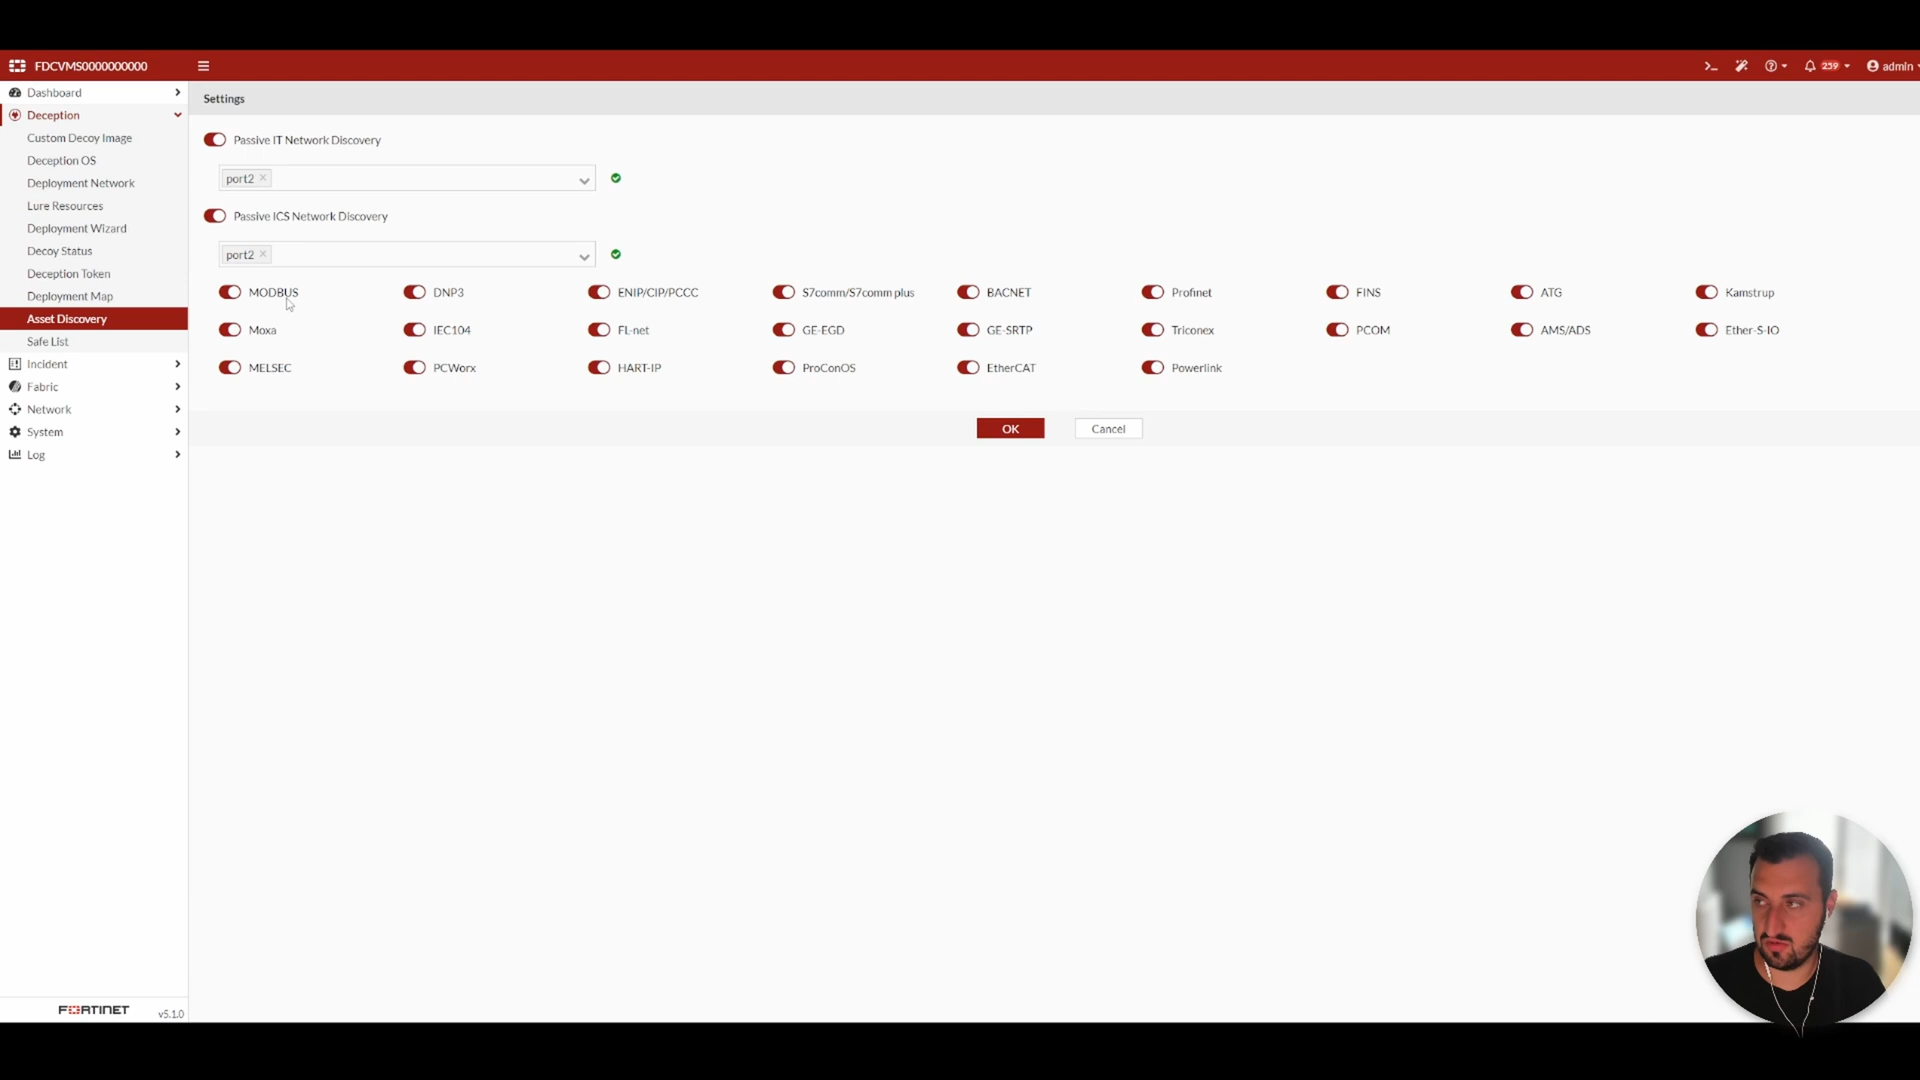 FDCVMS0000000000
259
admin
Dashboard
Deception
Custom Decoy Image
Deception OS
Deployment Network
Lure Resources
Deployment Wizard
Decoy Status
Deception Token
Deployment Map
Asset Discovery
Safe List
Incident
Fabric
Network
System
Log
FORTINET
v5.1.0
Settings
Passive IT Network Discovery
port2 ×
Passive ICS Network Discovery
port2 ×
MODBUS DNP3 ENIP/CIP/PCCC S7comm/S7comm plus BACNET Profinet FINS ATG Kamstrup
Moxa IEC104 FL-net GE-EGD GE-SRTP Triconex PCOM AMS/ADS Ether-S-IO
MELSEC PCWorx HART-IP ProConOS EtherCAT Powerlink
OK Cancel